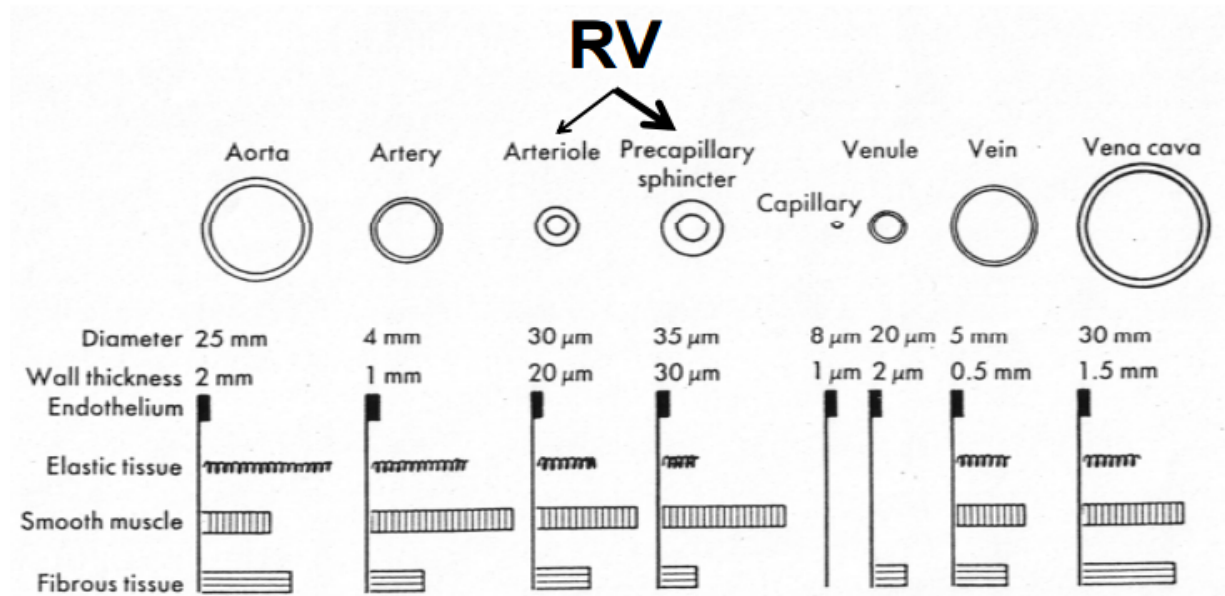 RV
Aorta Artery Arteriole Precapillary sphincter Capillary Venule Vein Vena cava
Diameter 25 mm 4 mm 30 µm 35 µm 8 µm 20 µm 5 mm 30 mm
Wall thickness 2 mm 1 mm 20 µm 30 µm 1 µm 2 µm 0.5 mm 1.5 mm
Endothelium
Elastic tissue
Smooth muscle
Fibrous tissue